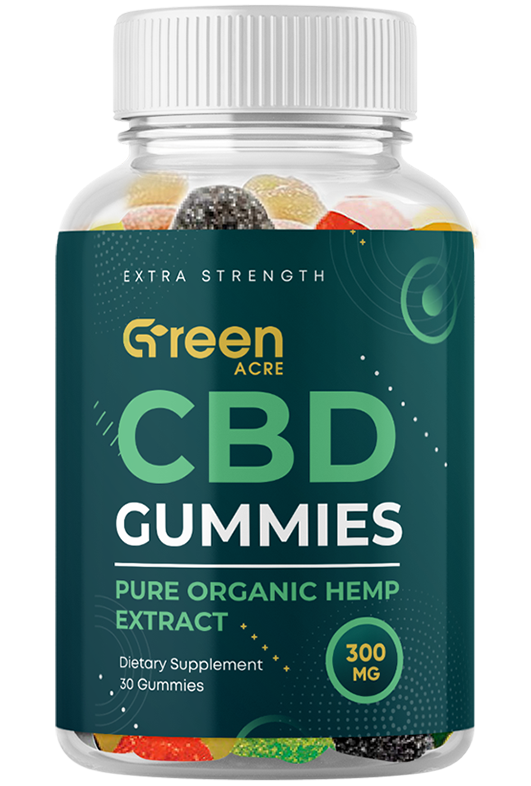 EXTRA STRENGTH
Green
ACRE
CBD
GUMMIES
PURE ORGANIC HEMP
EXTRACT
Dietary Supplement
30 Gummies
300
MG